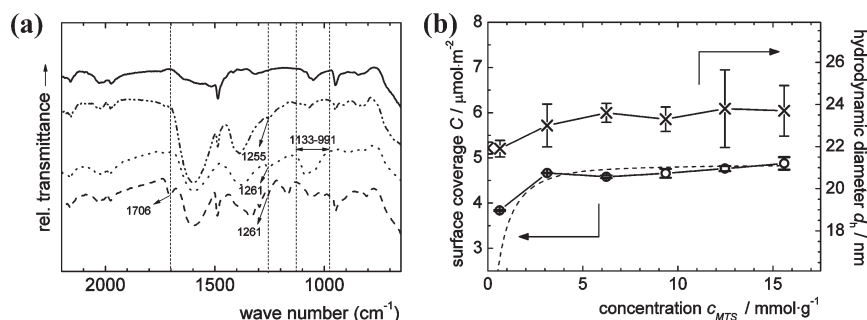 (a)
rel. transmittance →
1255
1133-991
1261
1706
1261
2000 1500 1000
wave number (cm⁻¹)
(b)
surface coverage C / μmol·m⁻²
8
7
6
5
4
3
26
24
22
20
18
hydrodynamic diameter dₕ / nm
0 5 10 15
concentration c_MTS / mmol·g⁻¹